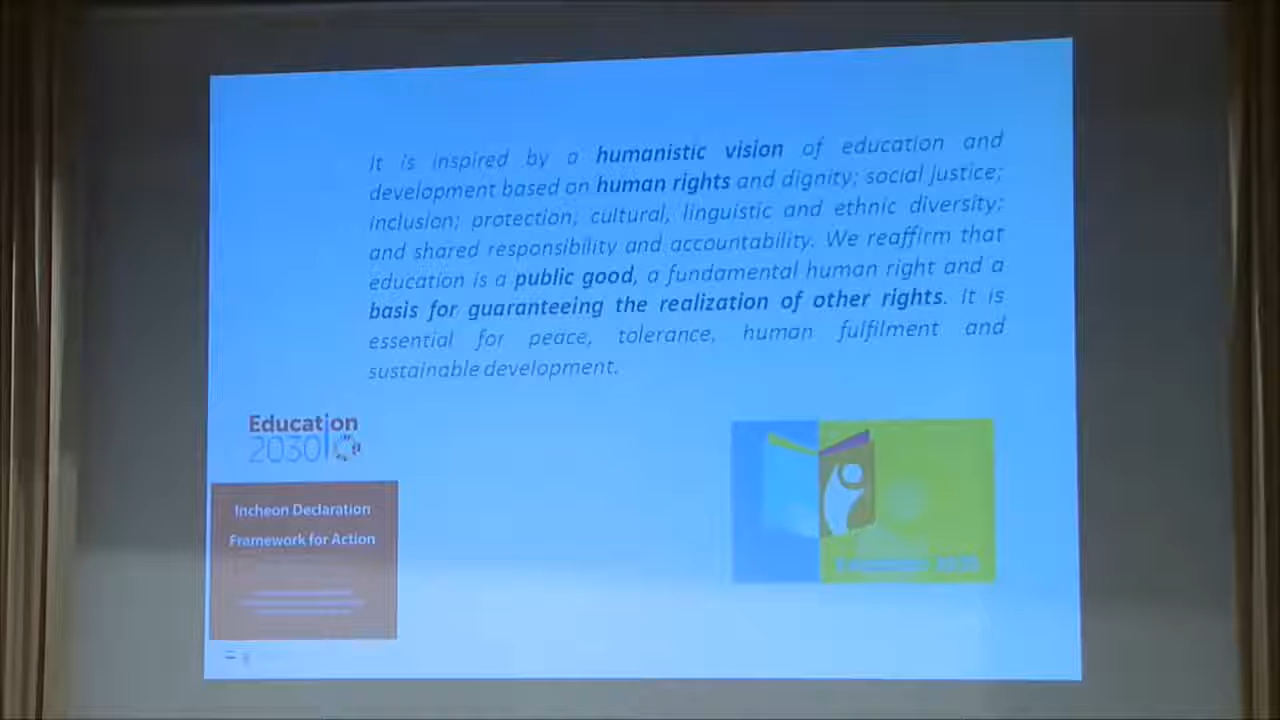 It is inspired by a humanistic vision of education and
development based on human rights and dignity; social justice;
inclusion; protection; cultural, linguistic and ethnic diversity;
and shared responsibility and accountability. We reaffirm that
education is a public good, a fundamental human right and a
basis for guaranteeing the realization of other rights. It is
essential for peace, tolerance, human fulfilment and
sustainable development.
Education
2030
Incheon Declaration
Framework for Action